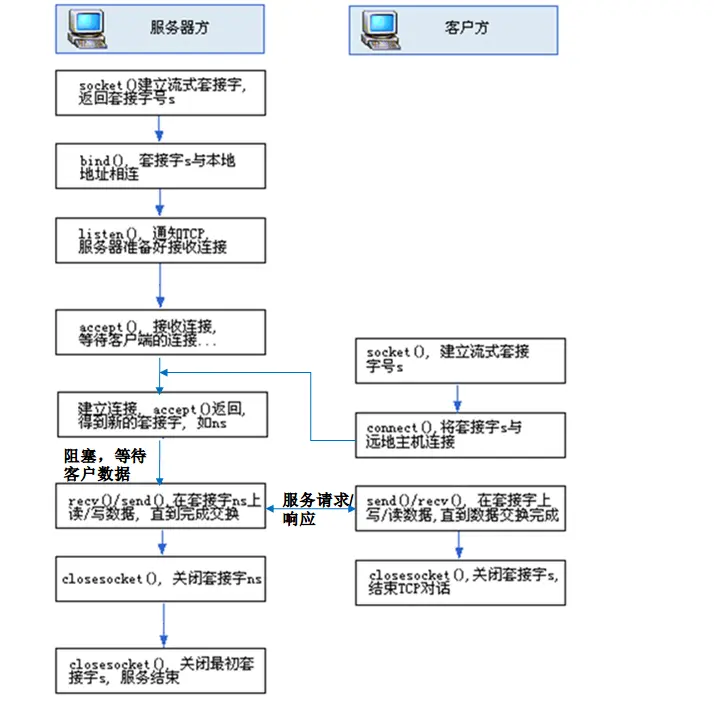 服务器方
客户方
socket()建立流式套接字,
返回套接字号s
bind(), 套接字s与本地
地址相连
listen(), 通知TCP,
服务器准备好接收连接
accept(), 接收连接,
等待客户端的连接...
socket(), 建立流式套接
字号s
建立连接, accept()返回,
得到新的套接字, 如ns
connect(),将套接字s与
远地主机连接
阻塞，等待
客户数据
recv()/send(),在套接字ns上
读/写数据, 直到完成交换
服务请求/
响应
send()/recv(), 在套接字上
写/读数据,直到数据交换完成
closesocket(), 关闭套接字ns
closesocket(),关闭套接字s,
结束TCP对话
closesocket(), 关闭最初套
接字s, 服务结束